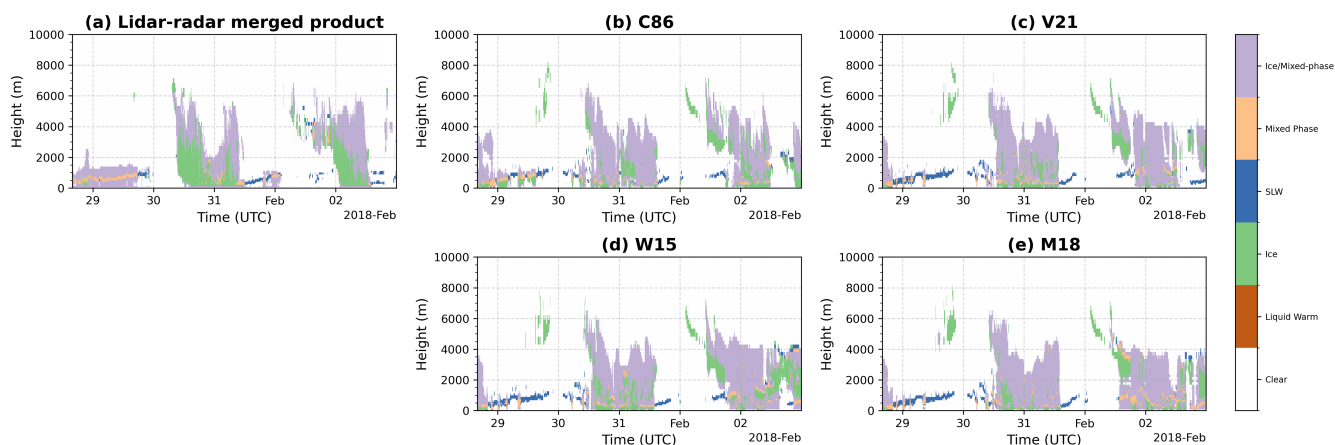 (a) Lidar-radar merged product
(b) C86
(c) V21
10000
8000
6000
4000
2000
0
Height (m)
29
30
31
Feb
02
Time (UTC)
2018-Feb
10000
8000
6000
4000
2000
0
Height (m)
29
30
31
Feb
02
Time (UTC)
2018-Feb
10000
8000
6000
4000
2000
0
Height (m)
29
30
31
Feb
02
Time (UTC)
2018-Feb
(d) W15
(e) M18
10000
8000
6000
4000
2000
0
Height (m)
29
30
31
Feb
02
Time (UTC)
2018-Feb
10000
8000
6000
4000
2000
0
Height (m)
29
30
31
Feb
02
Time (UTC)
2018-Feb
Ice/Mixed-phase
Mixed Phase
SLW
Ice
Liquid Warm
Clear